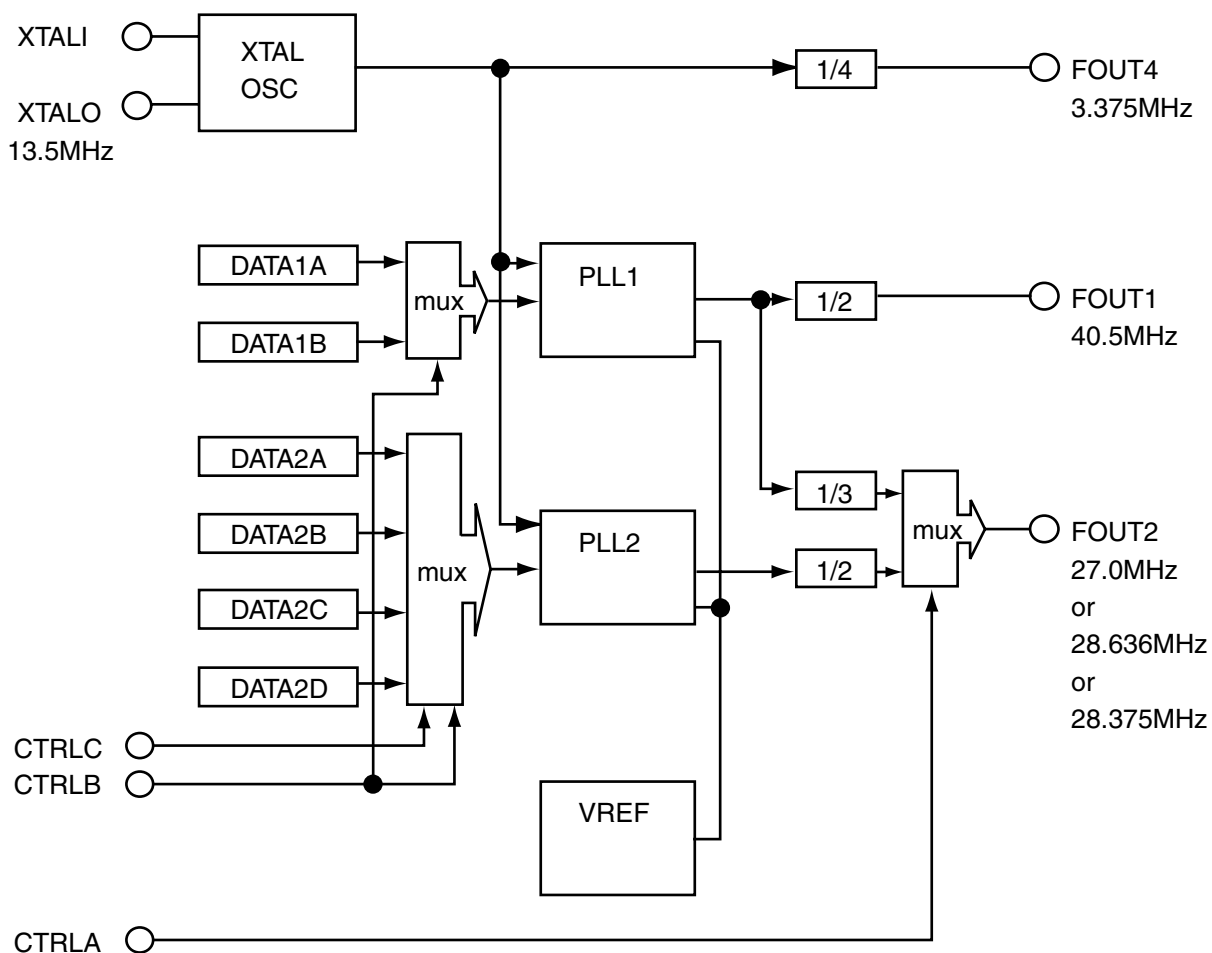 XTALI
XTAL
OSC
XTALO
13.5MHz
1/4
FOUT4
3.375MHz
DATA1A
DATA1B
mux
PLL1
1/2
FOUT1
40.5MHz
DATA2A
DATA2B
DATA2C
DATA2D
mux
PLL2
1/3
1/2
mux
FOUT2
27.0MHz
or
28.636MHz
or
28.375MHz
CTRLC
CTRLB
VREF
CTRLA